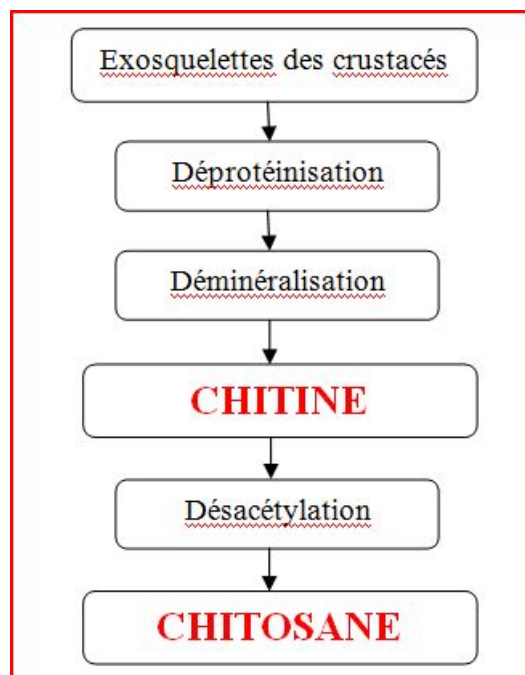 Exosquelettes des crustacés
Déprotéinisation
Déminéralisation
CHITINE
Désacétylation
CHITOSANE